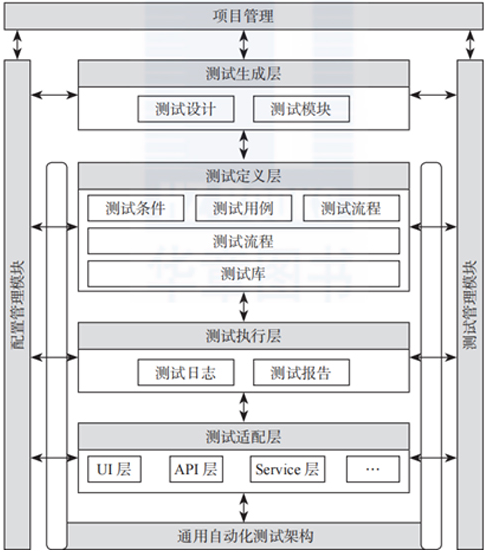 项目管理
配置管理模块
测试管理模块
测试生成层
测试设计 测试模块
测试定义层
测试条件 测试用例 测试流程
测试流程
测试库
测试执行层
测试日志 测试报告
测试适配层
UI 层 API 层 Service 层 …
通用自动化测试架构
华章图书